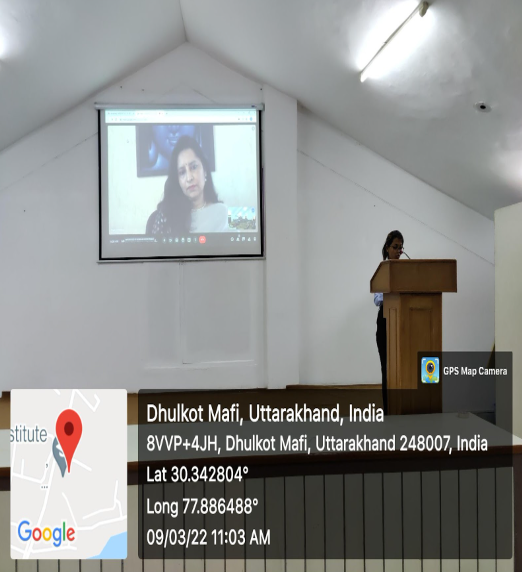 GPS Map Camera
stitute
Google
Dhulkot Mafi, Uttarakhand, India
8VVP+4JH, Dhulkot Mafi, Uttarakhand 248007, India
Lat 30.342804°
Long 77.886488°
09/03/22 11:03 AM